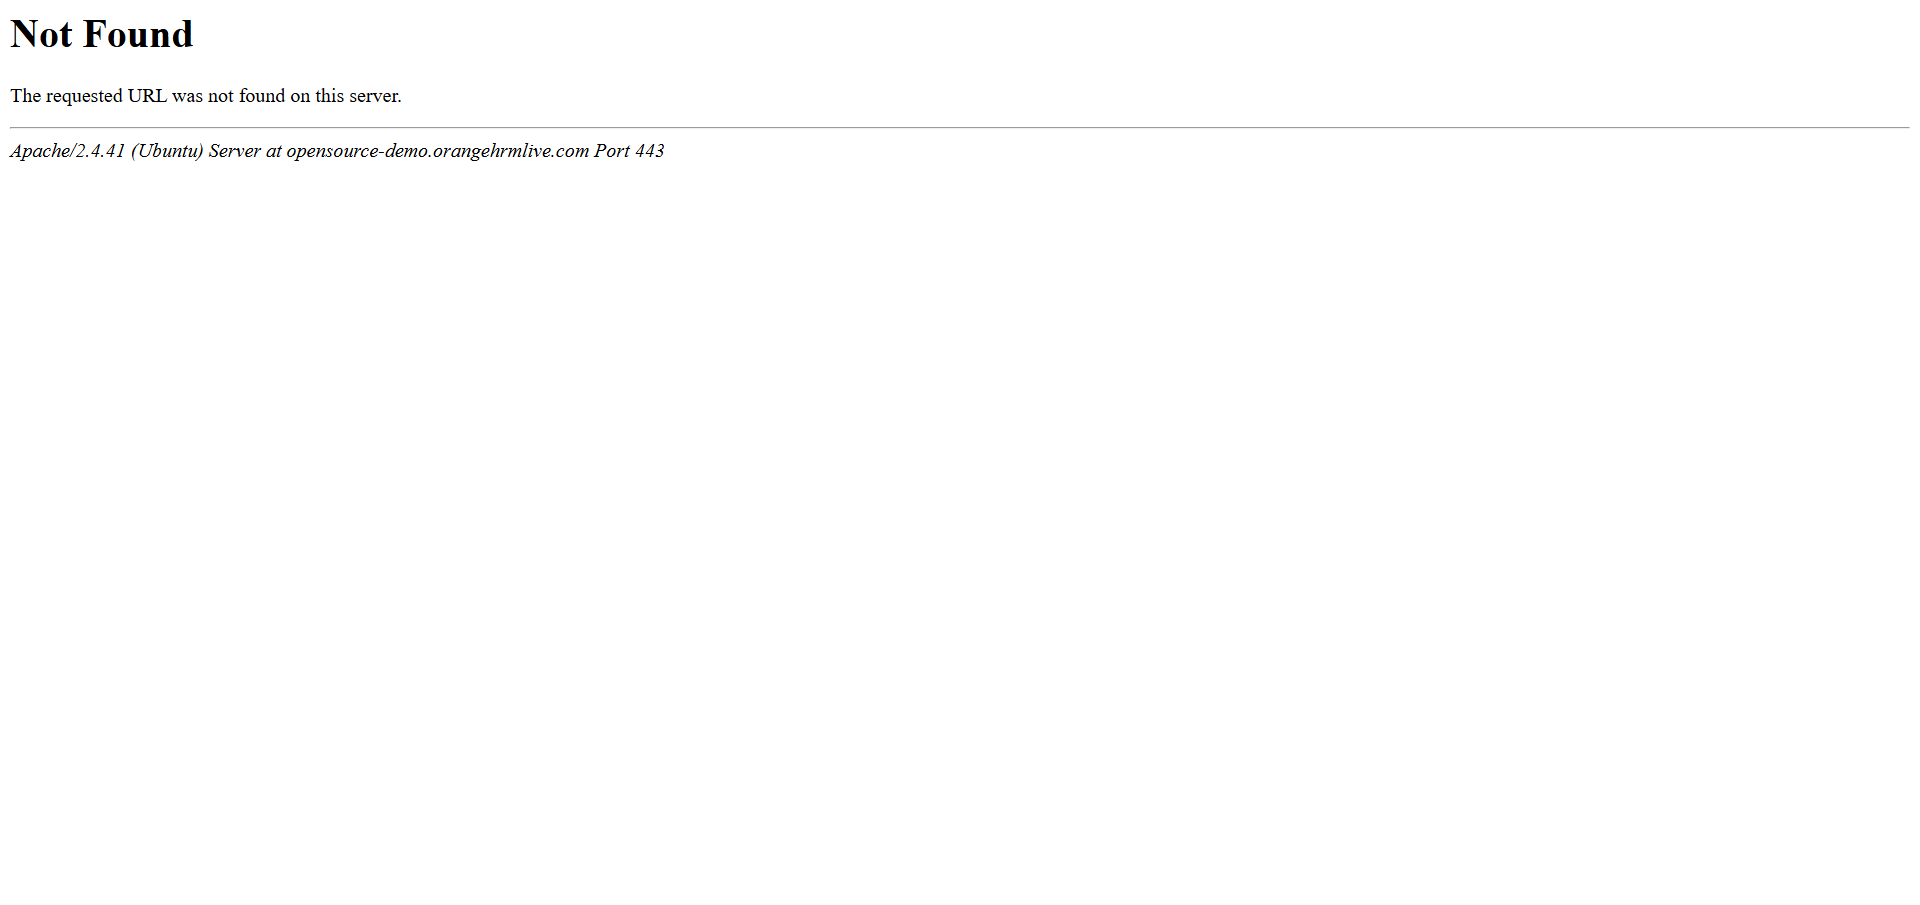 Not Found
The requested URL was not found on this server.
Apache/2.4.41 (Ubuntu) Server at opensource-demo.orangehrmlive.com Port 443